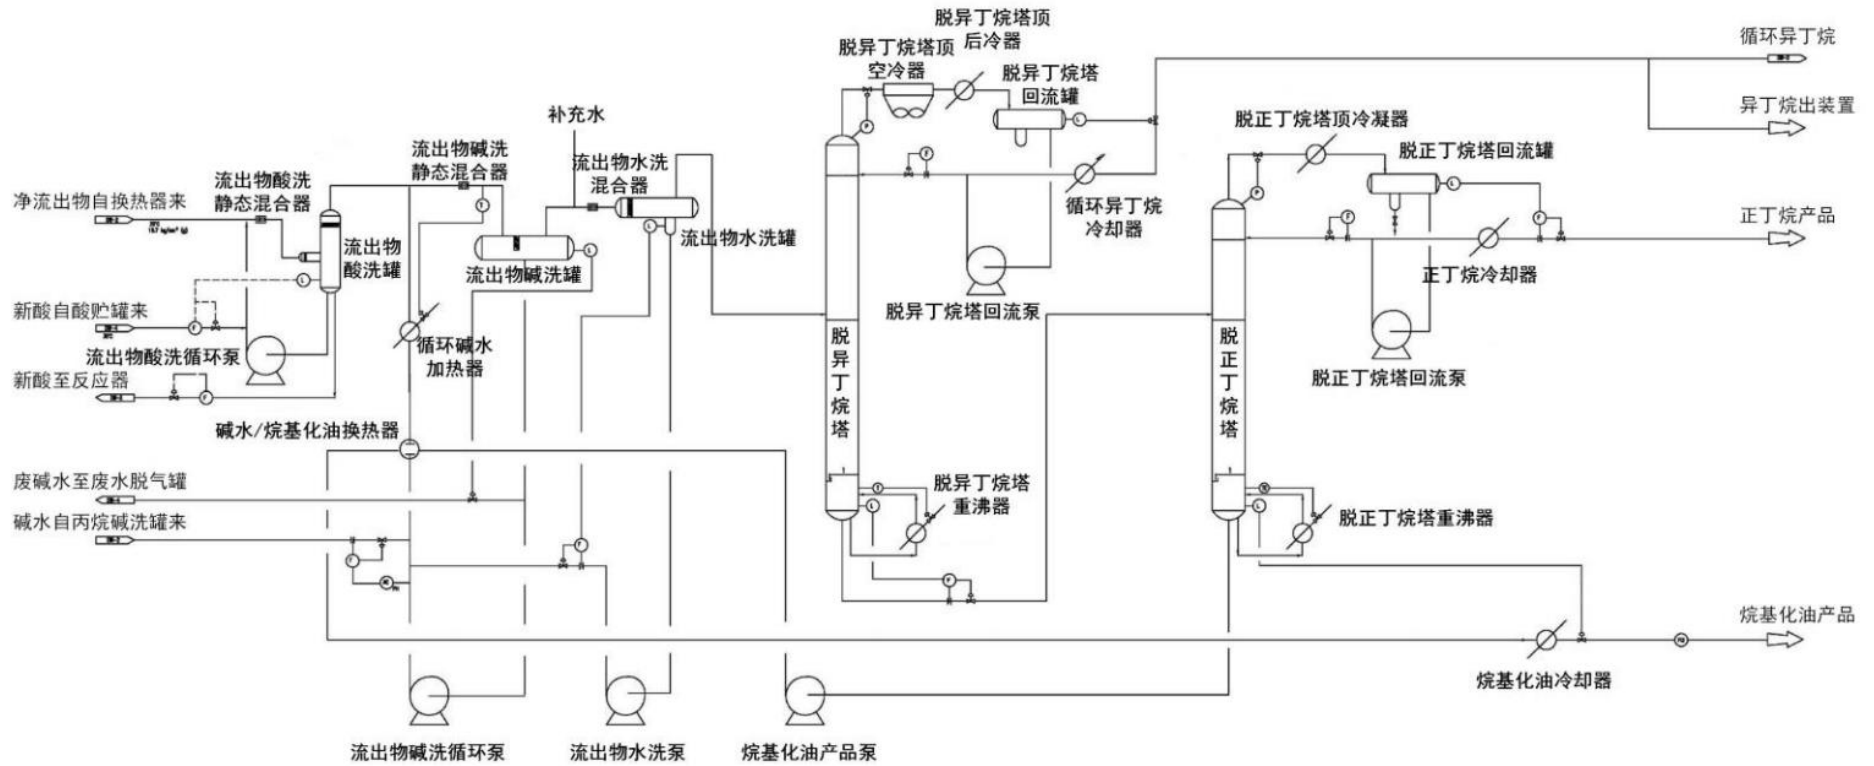 脱异丁烷塔顶
后冷器
脱异丁烷塔顶
空冷器
脱异丁烷塔
回流罐
循环异丁烷
异丁烷出装置
补充水
流出物碱洗
静态混合器
流出物水洗
混合器
脱正丁烷塔顶冷凝器
脱正丁烷塔回流罐
流出物酸洗
静态混合器
净流出物自换热器来
循环异丁烷
冷却器
正丁烷产品
流出物
酸洗罐
流出物水洗罐
流出物碱洗罐
正丁烷冷却器
新酸自酸贮罐来
脱异丁烷塔回流泵
流出物酸洗循环泵
循环碱水
加热器
脱异丁烷塔
脱正丁烷塔
脱正丁烷塔回流泵
新酸至反应器
碱水/烷基化油换热器
废碱水至废水脱气罐
脱异丁烷塔
重沸器
碱水自丙烷碱洗罐来
脱正丁烷塔重沸器
烷基化油产品
烷基化油冷却器
流出物碱洗循环泵
流出物水洗泵
烷基化油产品泵